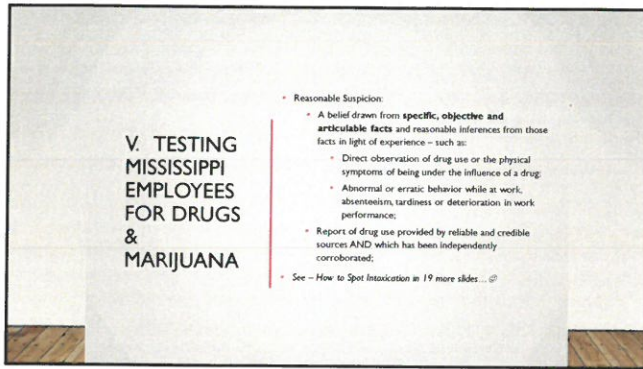 V. TESTING
MISSISSIPPI
EMPLOYEES
FOR DRUGS
&
MARIJUANA
• Reasonable Suspicion:
• A belief drawn from specific, objective and
articulable facts and reasonable inferences from those
facts in light of experience – such as:
• Direct observation of drug use or the physical
symptoms of being under the influence of a drug;
• Abnormal or erratic behavior while at work,
absenteeism, tardiness or deterioration in work
performance;
• Report of drug use provided by reliable and credible
sources AND which has been independently
corroborated;
• See – How to Spot Intoxication in 19 more slides…